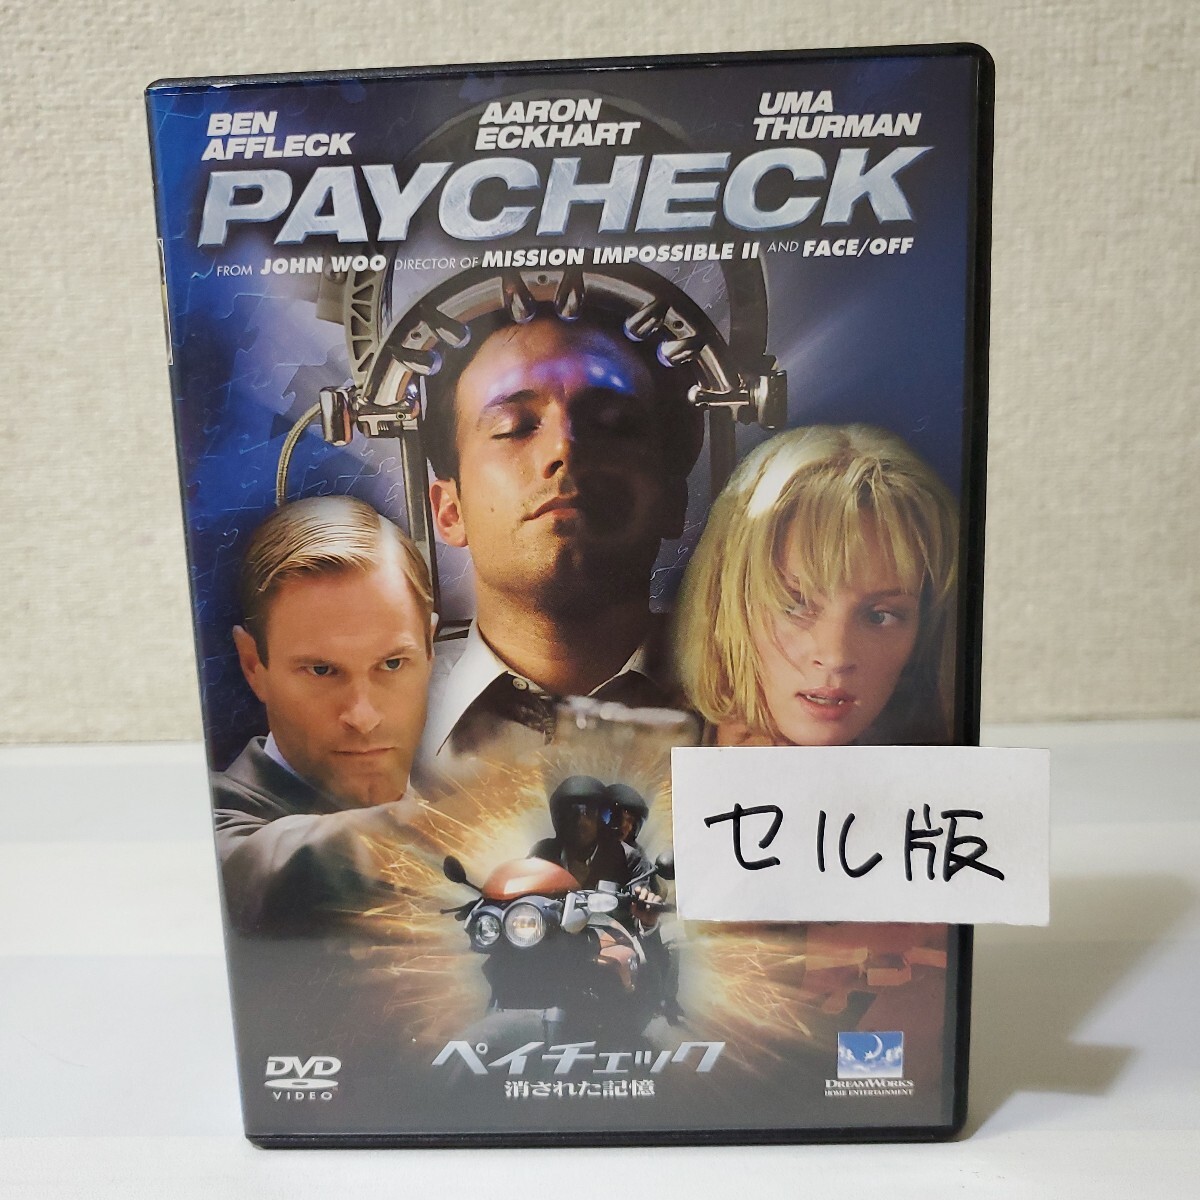 BEN AFFLECK
AARON ECKHART
UMA THURMAN
PAYCHECK
FROM JOHN WOO DIRECTOR OF MISSION IMPOSSIBLE II AND FACE/OFF
セル版
ペイチェック
消された記憶
DVD
VIDEO
DREAMWORKS
HOME ENTERTAINMENT